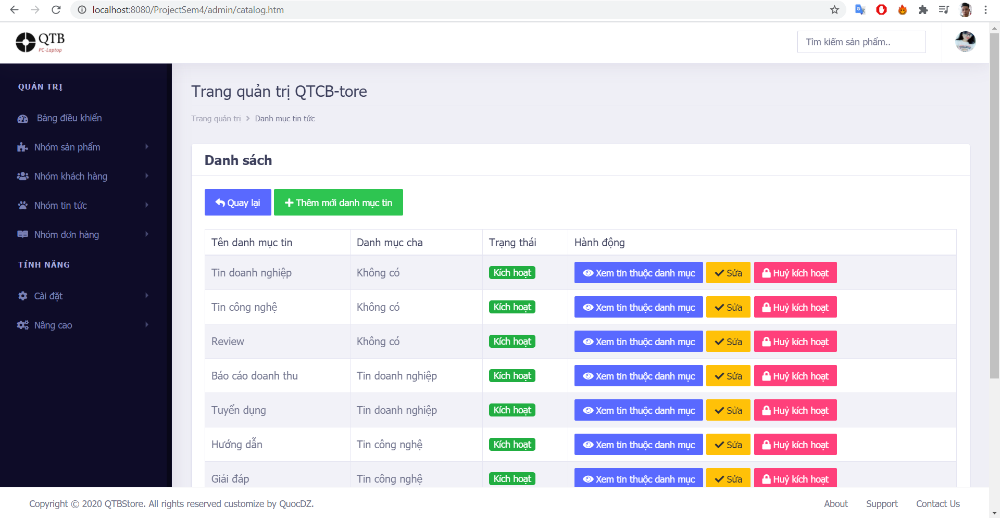 localhost:8080/ProjectSem4/admin/catalog.htm
QTB
PC-Laptop
Tìm kiếm sản phẩm..
QUẢN TRỊ
Bảng điều khiển
Nhóm sản phẩm
Nhóm khách hàng
Nhóm tin tức
Nhóm đơn hàng
TÍNH NĂNG
Cài đặt
Nâng cao
Trang quản trị QTCB-tore
Trang quản trị > Danh mục tin tức
Danh sách
Quay lại Thêm mới danh mục tin
Tên danh mục tin Danh mục cha Trạng thái Hành động
Tin doanh nghiệp Không có Kích hoạt Xem tin thuộc danh mục Sửa Huỷ kích hoạt
Tin công nghệ Không có Kích hoạt Xem tin thuộc danh mục Sửa Huỷ kích hoạt
Review Không có Kích hoạt Xem tin thuộc danh mục Sửa Huỷ kích hoạt
Báo cáo doanh thu Tin doanh nghiệp Kích hoạt Xem tin thuộc danh mục Sửa Huỷ kích hoạt
Tuyển dụng Tin doanh nghiệp Kích hoạt Xem tin thuộc danh mục Sửa Huỷ kích hoạt
Hướng dẫn Tin công nghệ Kích hoạt Xem tin thuộc danh mục Sửa Huỷ kích hoạt
Giải đáp Tin công nghệ Kích hoạt Xem tin thuộc danh mục Sửa Huỷ kích hoạt
Copyright © 2020 QTBStore. All rights reserved customize by QuocDZ.
About Support Contact Us